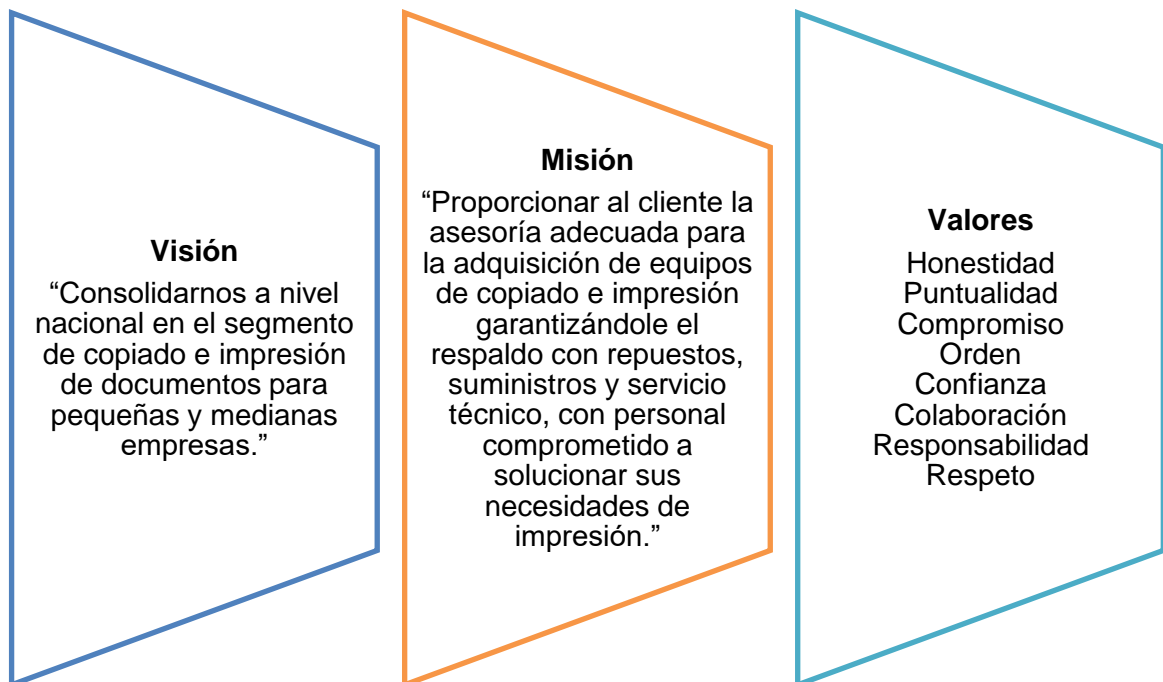 Visión
“Consolidarnos a nivel
nacional en el segmento
de copiado e impresión
de documentos para
pequeñas y medianas
empresas.”
Misión
“Proporcionar al cliente la
asesoría adecuada para
la adquisición de equipos
de copiado e impresión
garantizándole el
respaldo con repuestos,
suministros y servicio
técnico, con personal
comprometido a
solucionar sus
necesidades de
impresión.”
Valores
Honestidad
Puntualidad
Compromiso
Orden
Confianza
Colaboración
Responsabilidad
Respeto